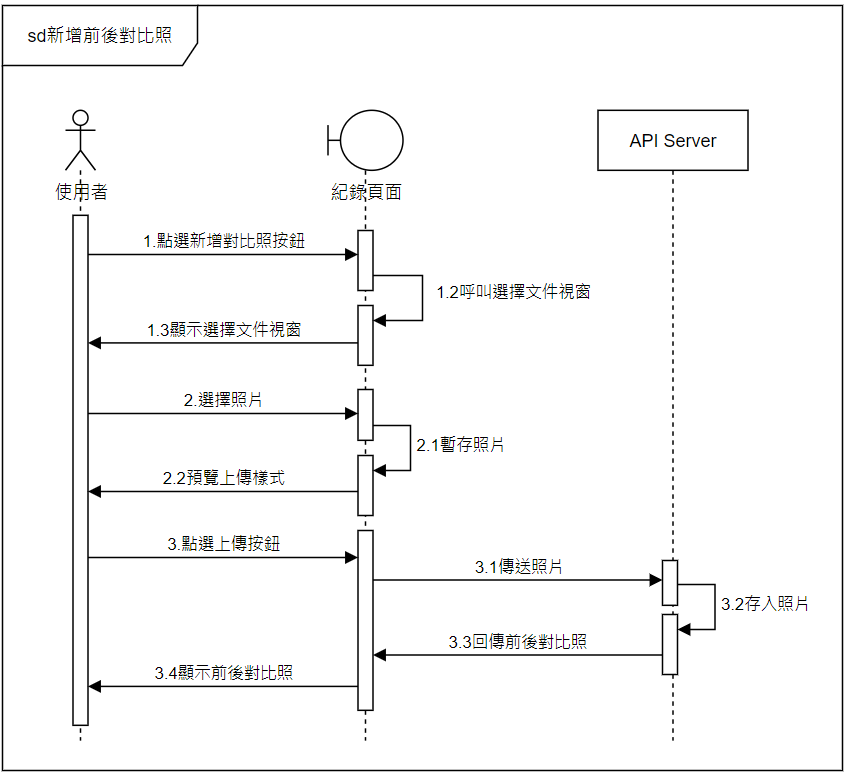 sd新增前後對比照
API Server
使用者
紀錄頁面
1.點選新增對比照按鈕
1.2呼叫選擇文件視窗
1.3顯示選擇文件視窗
2.選擇照片
2.1暫存照片
2.2預覽上傳樣式
3.點選上傳按鈕
3.1傳送照片
3.2存入照片
3.3回傳前後對比照
3.4顯示前後對比照